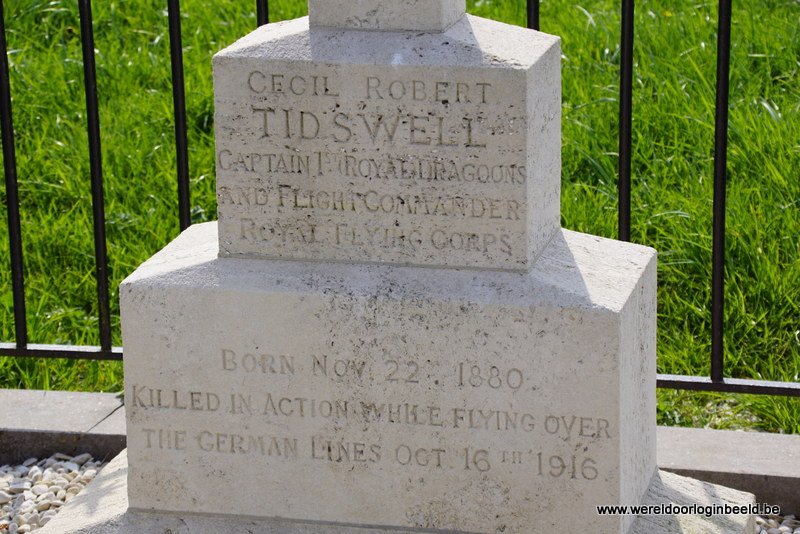 CECIL ROBERT
TIDSWELL
CAPTAIN 1ST (ROYAL) DRAGOONS
AND FLIGHT COMMANDER
ROYAL FLYING CORPS
BORN NOV. 22. 1880.
KILLED IN ACTION WHILE FLYING OVER
THE GERMAN LINES OCT. 16TH 1916
www.wereldoorloginbeeld.be